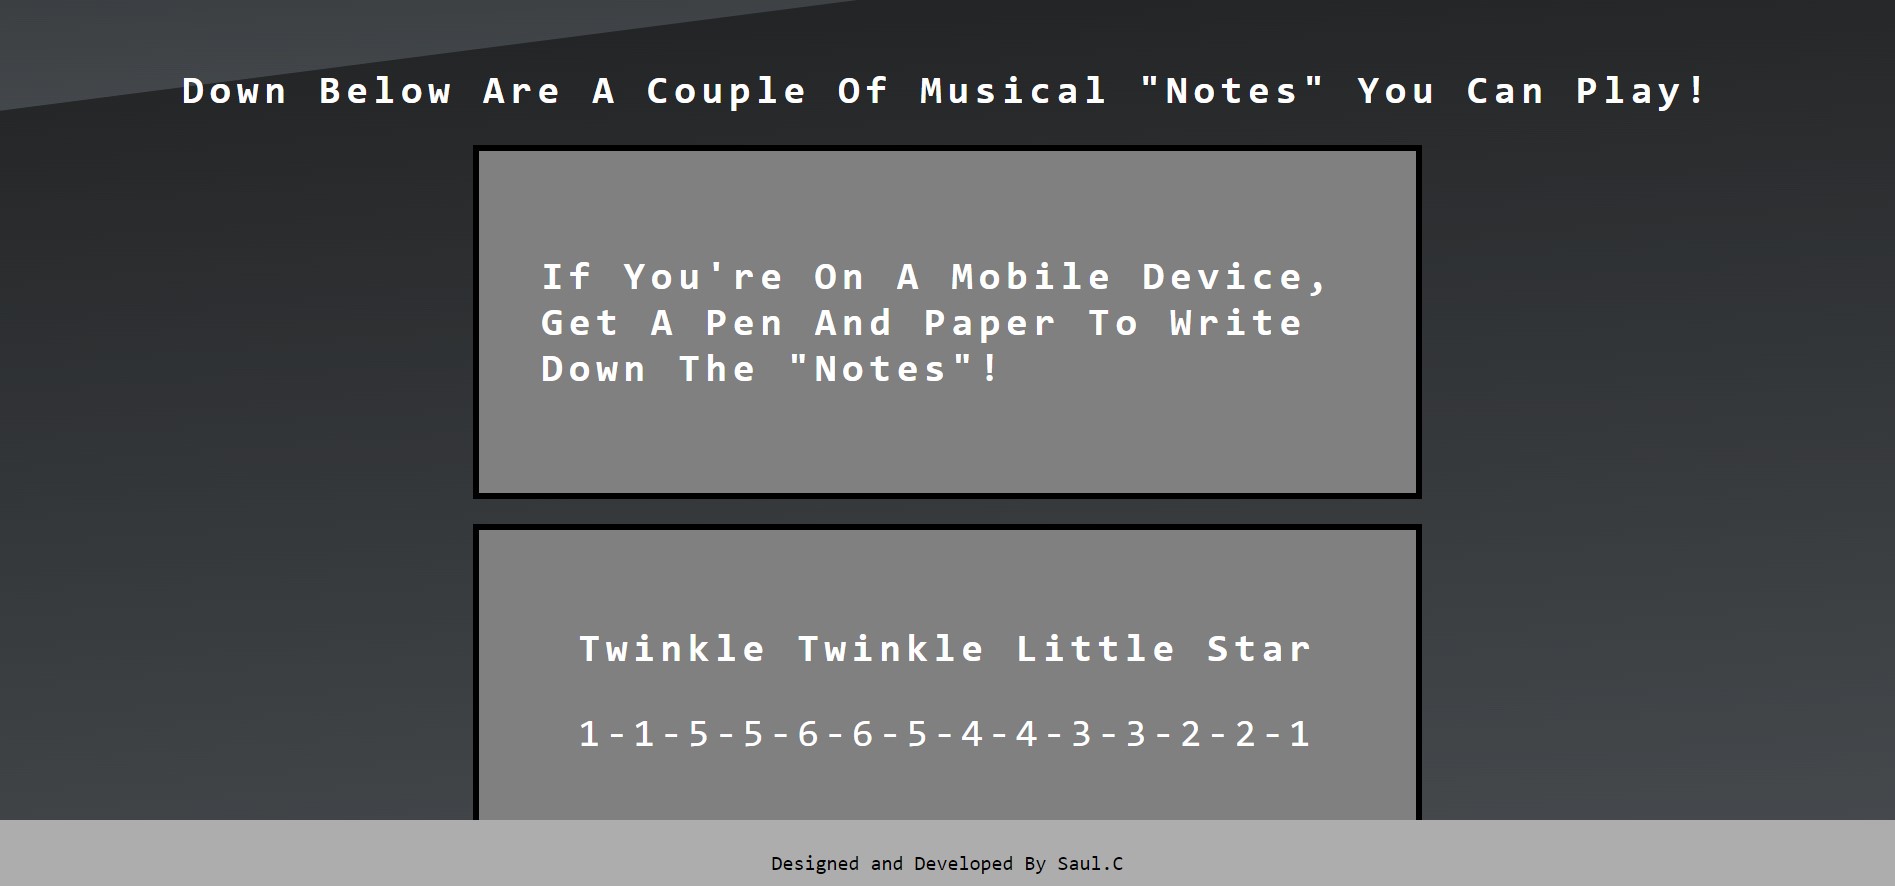 Down Below Are A Couple Of Musical "Notes" You Can Play!
If You're On A Mobile Device,
Get A Pen And Paper To Write
Down The "Notes"!
Twinkle Twinkle Little Star
1-1-5-5-6-6-5-4-4-3-3-2-2-1
Designed and Developed By Saul.C